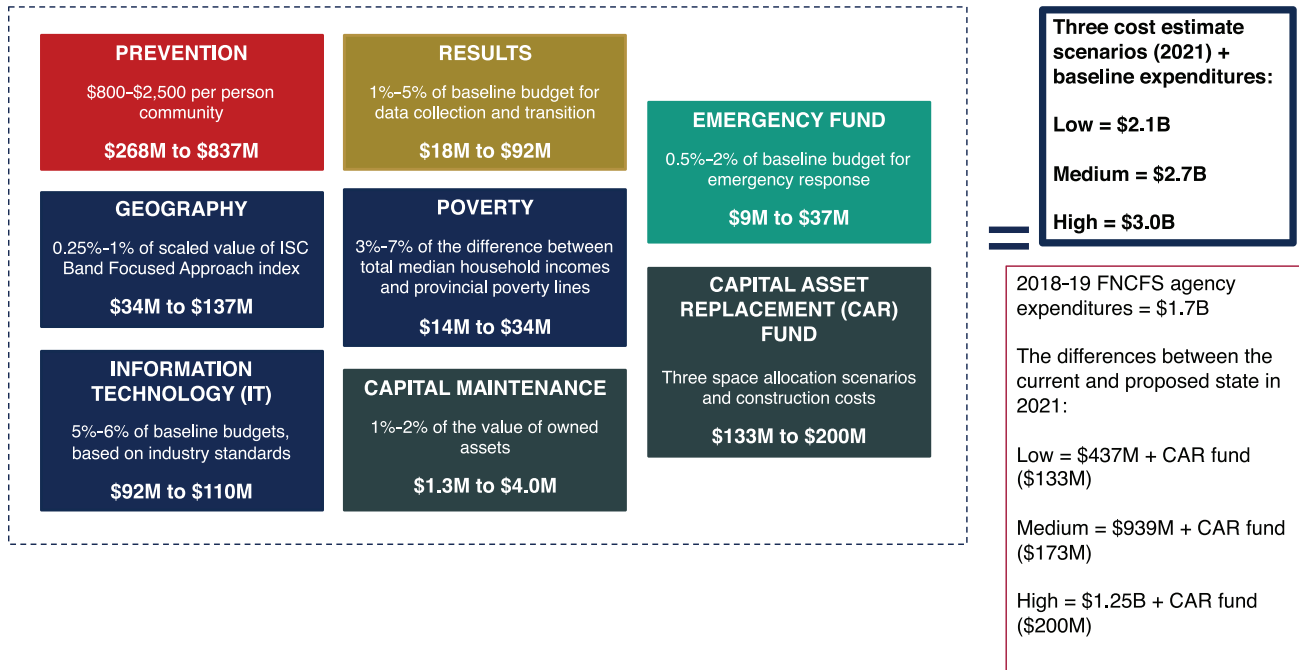 PREVENTION
$800–$2,500 per person
community
$268M to $837M
RESULTS
1%–5% of baseline budget for
data collection and transition
$18M to $92M
EMERGENCY FUND
0.5%–2% of baseline budget for
emergency response
$9M to $37M
GEOGRAPHY
0.25%–1% of scaled value of ISC
Band Focused Approach index
$34M to $137M
POVERTY
3%–7% of the difference between
total median household incomes
and provincial poverty lines
$14M to $34M
CAPITAL ASSET
REPLACEMENT (CAR)
FUND
Three space allocation scenarios
and construction costs
$133M to $200M
INFORMATION
TECHNOLOGY (IT)
5%–6% of baseline budgets,
based on industry standards
$92M to $110M
CAPITAL MAINTENANCE
1%–2% of the value of owned
assets
$1.3M to $4.0M
=
Three cost estimate
scenarios (2021) +
baseline expenditures:
Low = $2.1B
Medium = $2.7B
High = $3.0B
2018-19 FNCFS agency
expenditures = $1.7B
The differences between the
current and proposed state in
2021:
Low = $437M + CAR fund
($133M)
Medium = $939M + CAR fund
($173M)
High = $1.25B + CAR fund
($200M)